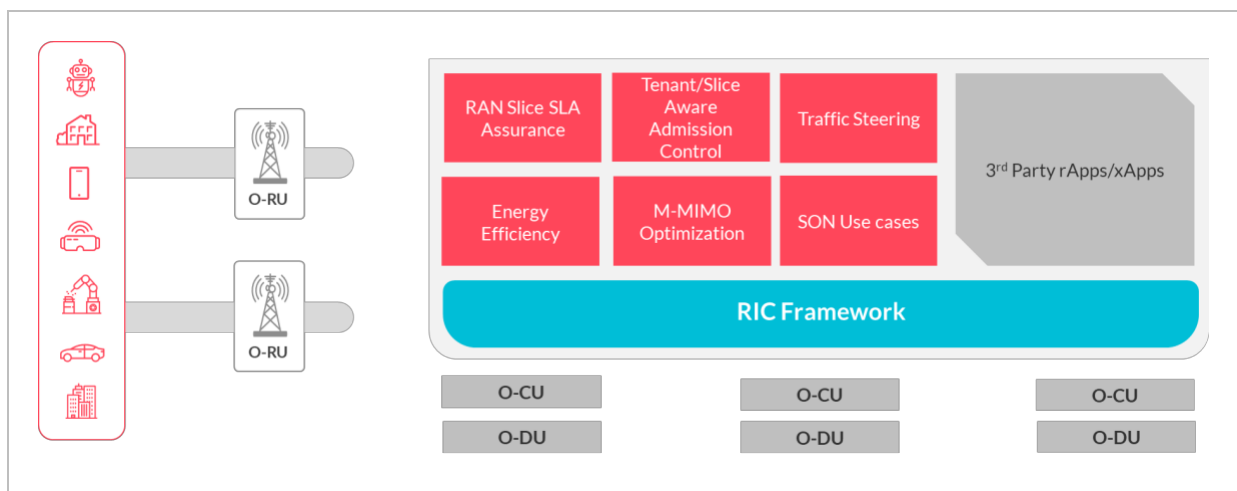 O-RU
O-RU
RAN Slice SLA
Assurance
Tenant/Slice
Aware
Admission
Control
Traffic Steering
Energy
Efficiency
M-MIMO
Optimization
SON Use cases
3rd Party rApps/xApps
RIC Framework
O-CU
O-CU
O-CU
O-DU
O-DU
O-DU